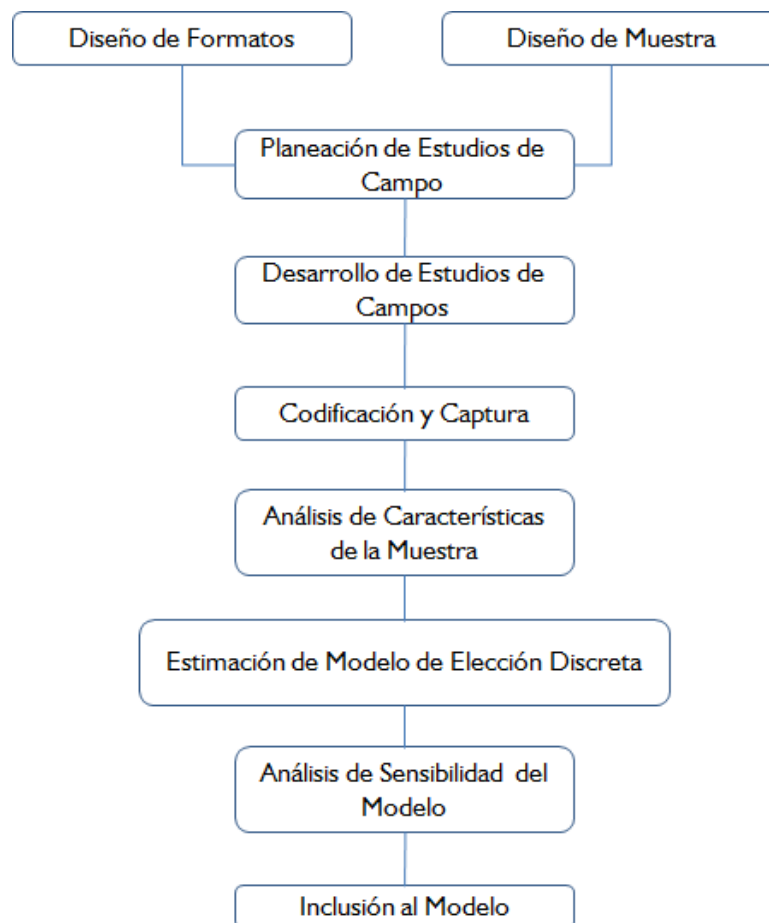 Diseño de Formatos
Diseño de Muestra
Planeación de Estudios de
Campo
Desarrollo de Estudios de
Campos
Codificación y Captura
Análisis de Características
de la Muestra
Estimación de Modelo de Elección Discreta
Análisis de Sensibilidad del
Modelo
Inclusión al Modelo